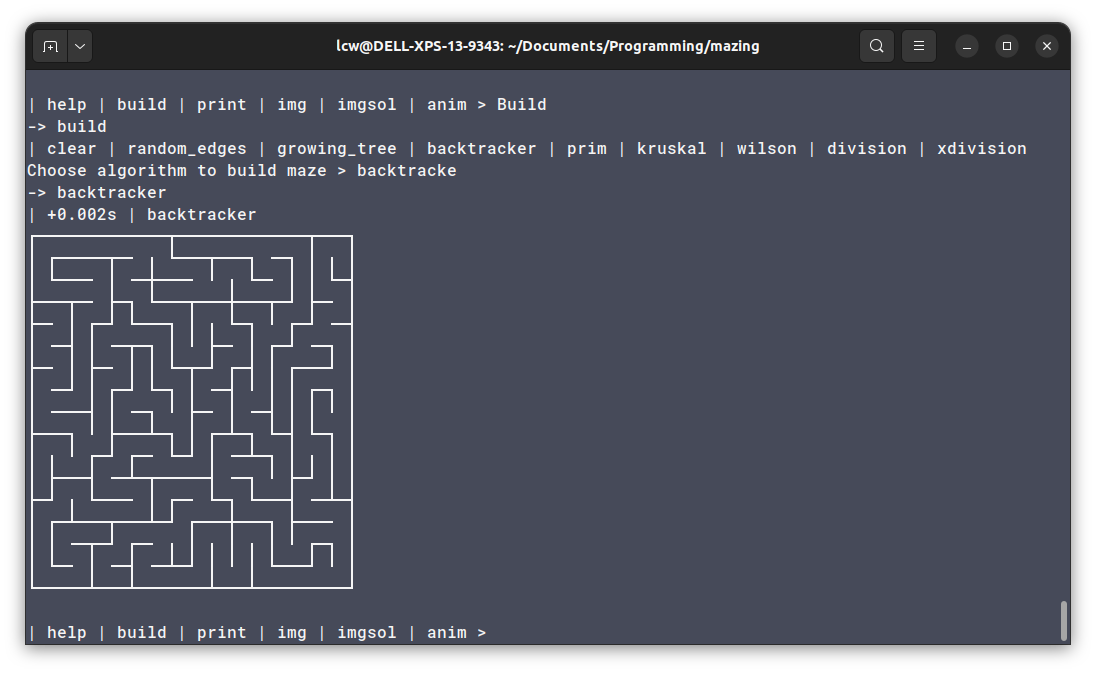 lcw@DELL-XPS-13-9343: ~/Documents/Programming/mazing
| help | build | print | img | imgsol | anim > Build
-> build
| clear | random_edges | growing_tree | backtracker | prim | kruskal | wilson | division | xdivision
Choose algorithm to build maze > backtracke
-> backtracker
| +0.002s | backtracker
| help | build | print | img | imgsol | anim >